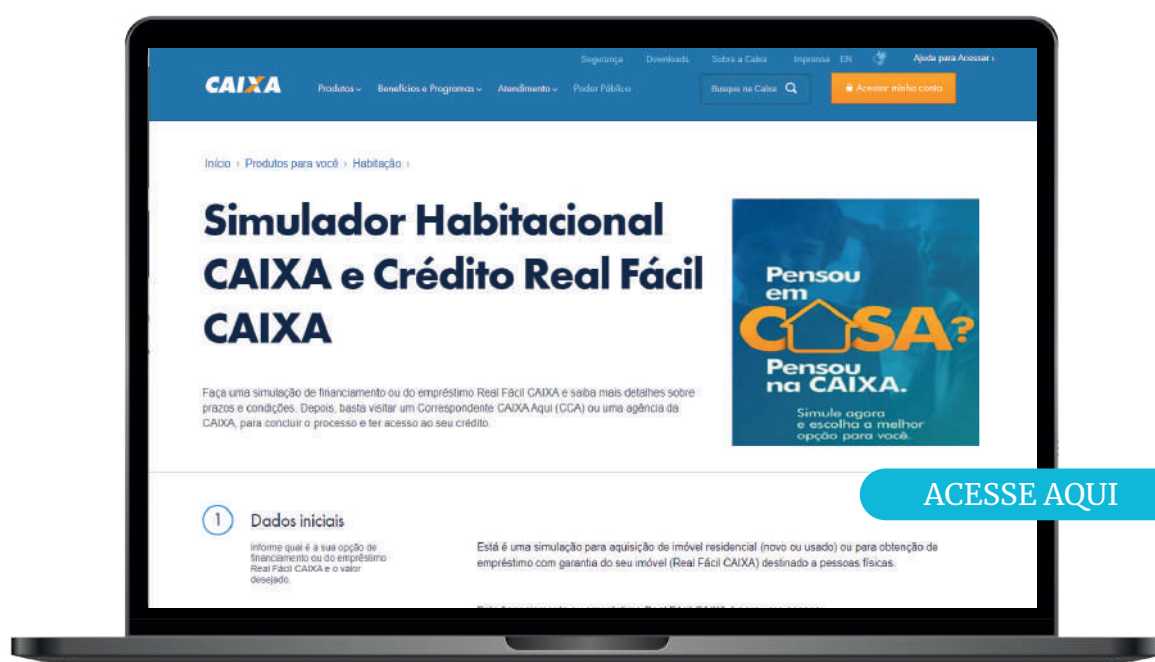 Segurança Downloads Sobre a Caixa Imprensa EN Ajuda para Acessar ›
CAIXA Produtos Benefícios e Programas Atendimento Poder Público Busque na Caixa Acessar minha conta
Início › Produtos para você › Habitação ›
Simulador Habitacional
CAIXA e Crédito Real Fácil
CAIXA
Faça uma simulação de financiamento ou do empréstimo Real Fácil CAIXA e saiba mais detalhes sobre
prazos e condições. Depois, basta visitar um Correspondente CAIXA Aqui (CCA) ou uma agência da
CAIXA, para concluir o processo e ter acesso ao seu crédito.
Pensou
em
CASA?
Pensou
na CAIXA.
Simule agora
e escolha a melhor
opção para você.
ACESSE AQUI
1 Dados iniciais
Informe qual é a sua opção de
financiamento ou do empréstimo
Real Fácil CAIXA e o valor
desejado.
Está é uma simulação para aquisição de imóvel residencial (novo ou usado) ou para obtenção de
empréstimo com garantia do seu imóvel (Real Fácil CAIXA) destinado a pessoas físicas.